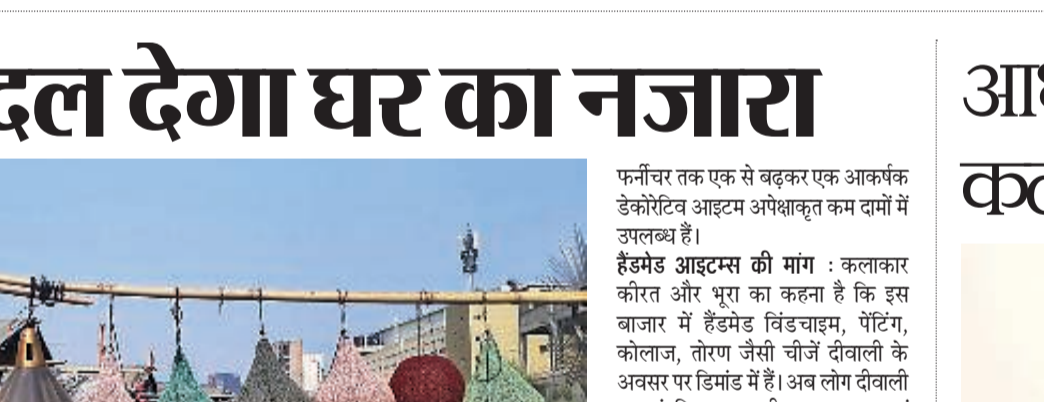 देगा घर का नजारा
फर्नीचर तक एक से बढ़कर एक आकर्षक
डेकोरेटिव आइटम अपेक्षाकृत कम दामों में
उपलब्ध हैं।
हैंडमेड आइटम्स की मांग : कलाकार
कीरत और भूरा का कहना है कि इस
बाजार में हैंडमेड विंडचाइम, पेंटिंग,
कोलाज, तोरण जैसी चीजें दीवाली के
अवसर पर डिमांड में हैं। अब लोग दीवाली